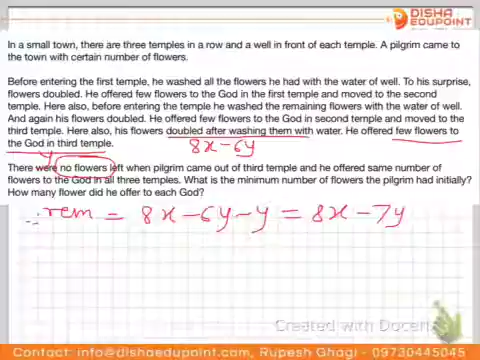 DISHA
EDUPOINT
In a small town, there are three temples in a row and a well in front of each temple. A pilgrim came to
the town with certain number of flowers.
Before entering the first temple, he washed all the flowers he had with the water of well. To his surprise,
flowers doubled. He offered few flowers to the God in the first temple and moved to the second
temple. Here also, before entering the temple he washed the remaining flowers with the water of well.
And again his flowers doubled. He offered few flowers to the God in second temple and moved to the
third temple. Here also, his flowers doubled after washing them with water. He offered few flowers to
the God in third temple.
8x-6y
y
There were no flowers left when pilgrim came out of third temple and he offered same number of
flowers to the God in all three temples. What is the minimum number of flowers the pilgrim had initially?
How many flower did he offer to each God?
∴ rem = 8x-6y-y = 8x-7y
Created with Doceri
Contact: info@dishaedupoint.com, Rupesh Ghagi - 09730445045